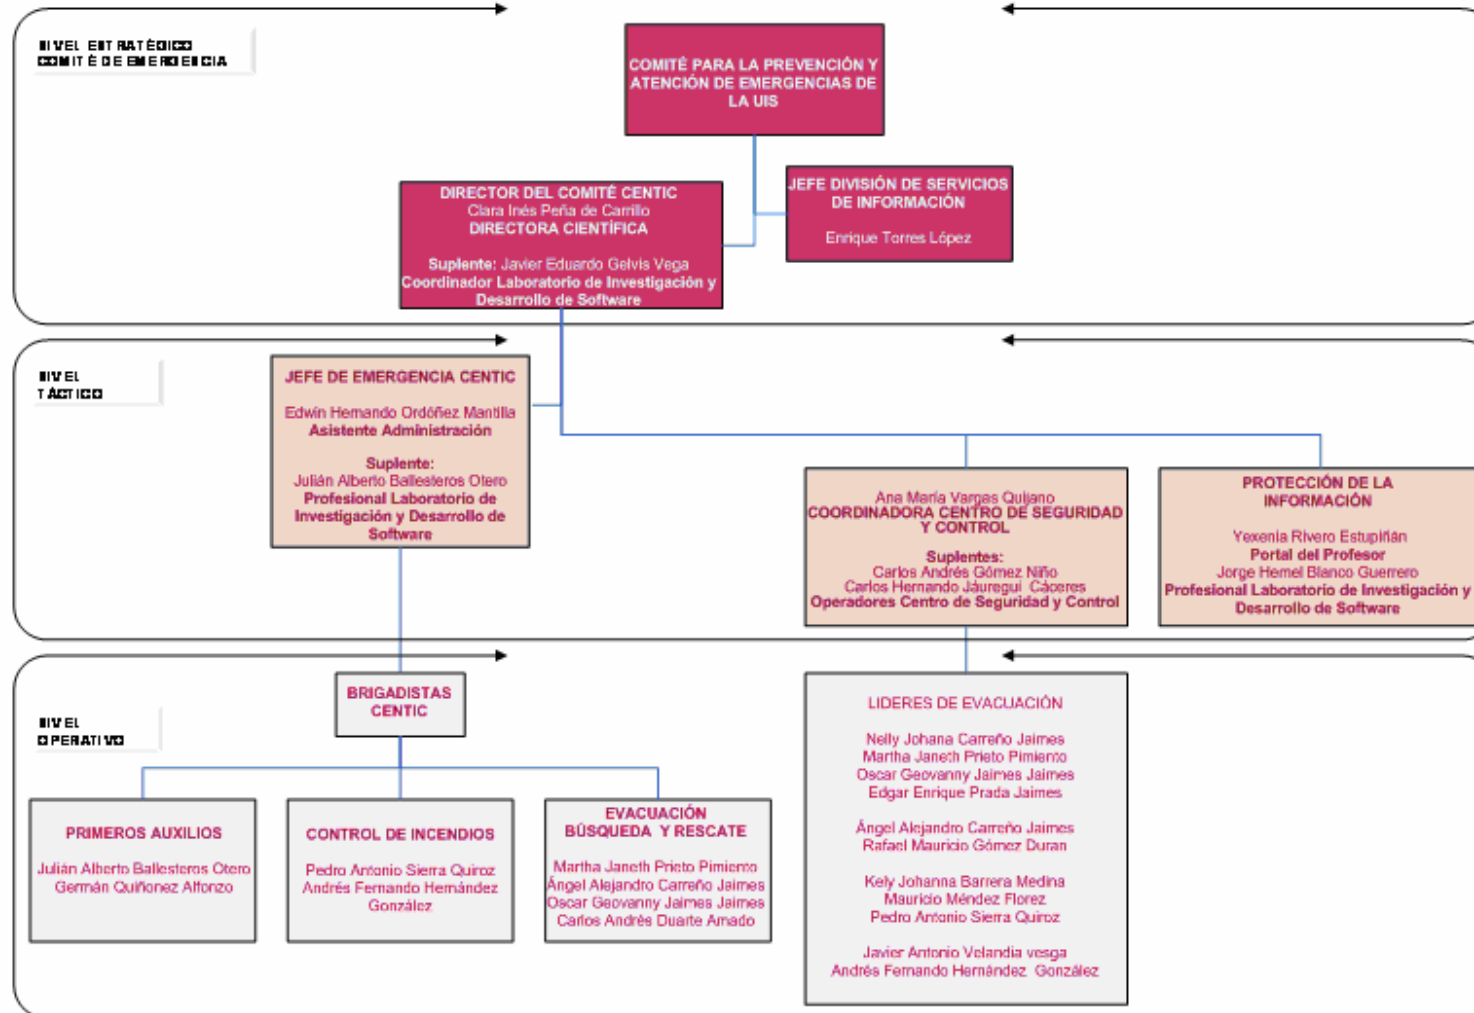 NIVEL ESTRATÉGICO
COMITÉ DE EMERGENCIA
COMITÉ PARA LA PREVENCIÓN Y
ATENCIÓN DE EMERGENCIAS DE
LA UIS
DIRECTOR DEL COMITÉ CENTIC
Clara Inés Peña de Carrillo
DIRECTORA CIENTÍFICA
Suplente: Javier Eduardo Gelvis Vega
Coordinador Laboratorio de Investigación y
Desarrollo de Software
JEFE DIVISIÓN DE SERVICIOS
DE INFORMACIÓN
Enrique Torres López
NIVEL
TÁCTICO
JEFE DE EMERGENCIA CENTIC
Edwin Hernando Ordóñez Mantilla
Asistente Administración
Suplente:
Julián Alberto Ballesteros Otero
Profesional Laboratorio de
Investigación y Desarrollo de
Software
Ana María Vargas Quijano
COORDINADORA CENTRO DE SEGURIDAD
Y CONTROL
Suplentes:
Carlos Andrés Gómez Niño
Carlos Hernando Jáuregui Cáceres
Operadores Centro de Seguridad y Control
PROTECCIÓN DE LA
INFORMACIÓN
Yexenia Rivero Estupiñán
Portal del Profesor
Jorge Hemel Blanco Guerrero
Profesional Laboratorio de Investigación y
Desarrollo de Software
NIVEL
OPERATIVO
BRIGADISTAS
CENTIC
PRIMEROS AUXILIOS
Julián Alberto Ballesteros Otero
Germán Quiñonez Alfonzo
CONTROL DE INCENDIOS
Pedro Antonio Sierra Quiroz
Andrés Fernando Hernández
González
EVACUACIÓN
BÚSQUEDA Y RESCATE
Martha Janeth Prieto Pimiento
Ángel Alejandro Carreño Jaimes
Oscar Geovanny Jaimes Jaimes
Carlos Andrés Duarte Amado
LIDERES DE EVACUACIÓN
Nelly Johana Carreño Jaimes
Martha Janeth Prieto Pimiento
Oscar Geovanny Jaimes Jaimes
Edgar Enrique Prada Jaimes
Ángel Alejandro Carreño Jaimes
Rafael Mauricio Gómez Duran
Kely Johanna Barrera Medina
Mauricio Méndez Florez
Pedro Antonio Sierra Quiroz
Javier Antonio Velandia vesga
Andrés Fernando Hernández González